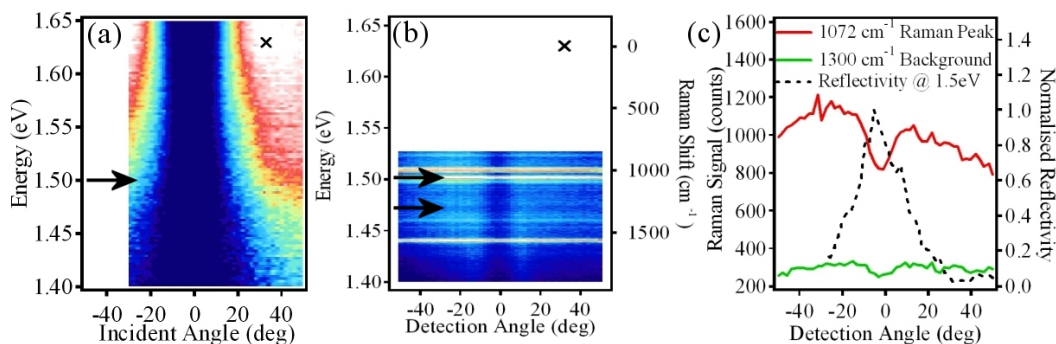 (a)
Energy (eV)
1.65
1.60
1.55
1.50
1.45
1.40
-20 0 20 40
Incident Angle (deg)
(b)
Energy (eV)
1.65
1.60
1.55
1.50
1.45
1.40
-40 -20 0 20 40
Detection Angle (deg)
0
500
1000
1500
Raman Shift (cm⁻¹)
(c)
1072 cm⁻¹ Raman Peak
1300 cm⁻¹ Background
Reflectivity @ 1.5eV
Raman Signal (counts)
1600
1400
1200
1000
800
600
400
200
-40 -20 0 20 40
Detection Angle (deg)
1.4
1.2
1.0
0.8
0.6
0.4
0.2
0.0
Normalised Reflectivity